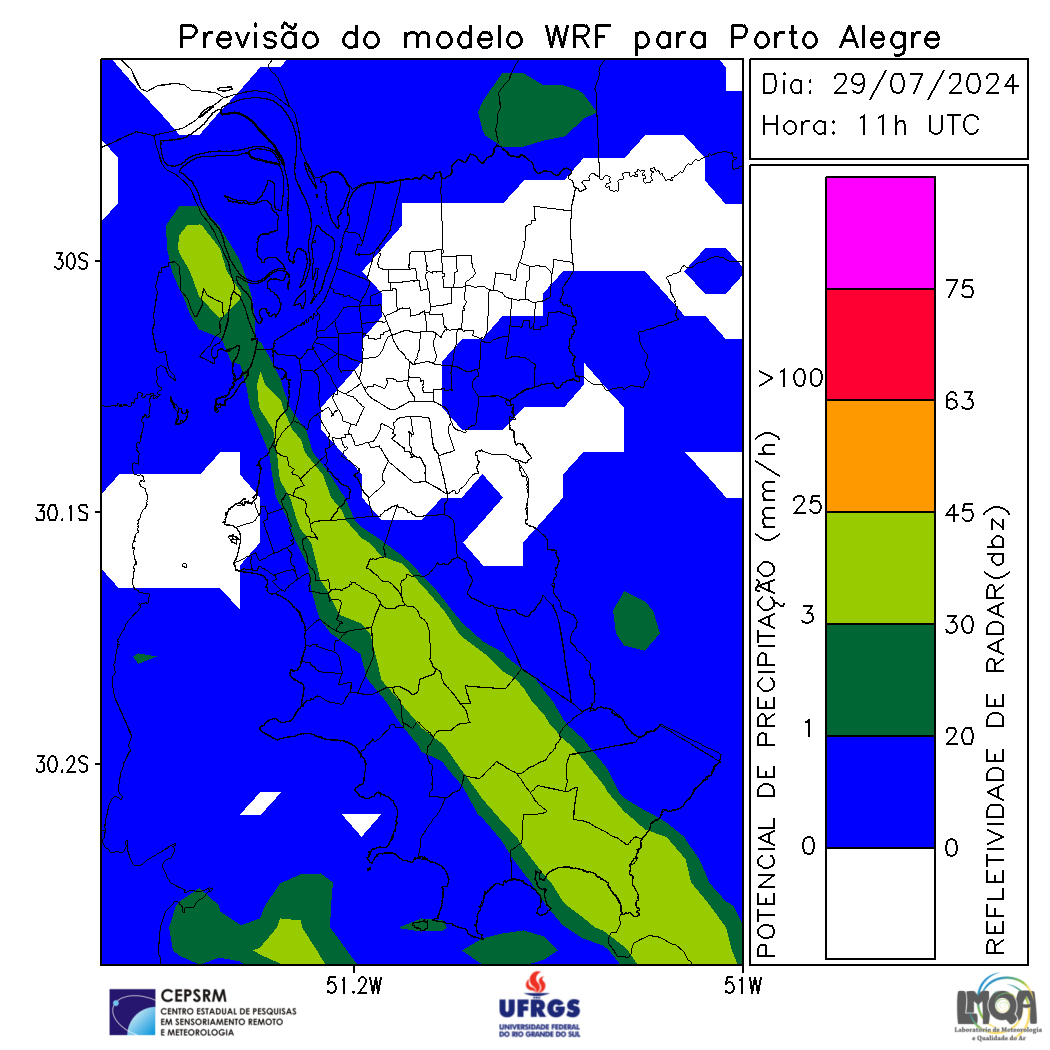 Previsão do modelo WRF para Porto Alegre
Dia: 29/07/2024
Hora: 11h UTC
30S
30.1S
30.2S
51.2W
51W
POTENCIAL DE PRECIPITAÇÃO (mm/h)
>100
25
3
1
0
75
63
45
30
20
0
REFLETIVIDADE DE RADAR(dbz)
CEPSRM
CENTRO ESTADUAL DE PESQUISAS
EM SENSORIAMENTO REMOTO
E METEOROLOGIA
UFRGS
UNIVERSIDADE FEDERAL
DO RIO GRANDE DO SUL
LMQA
Laboratório de Meteorologia
e Qualidade do Ar